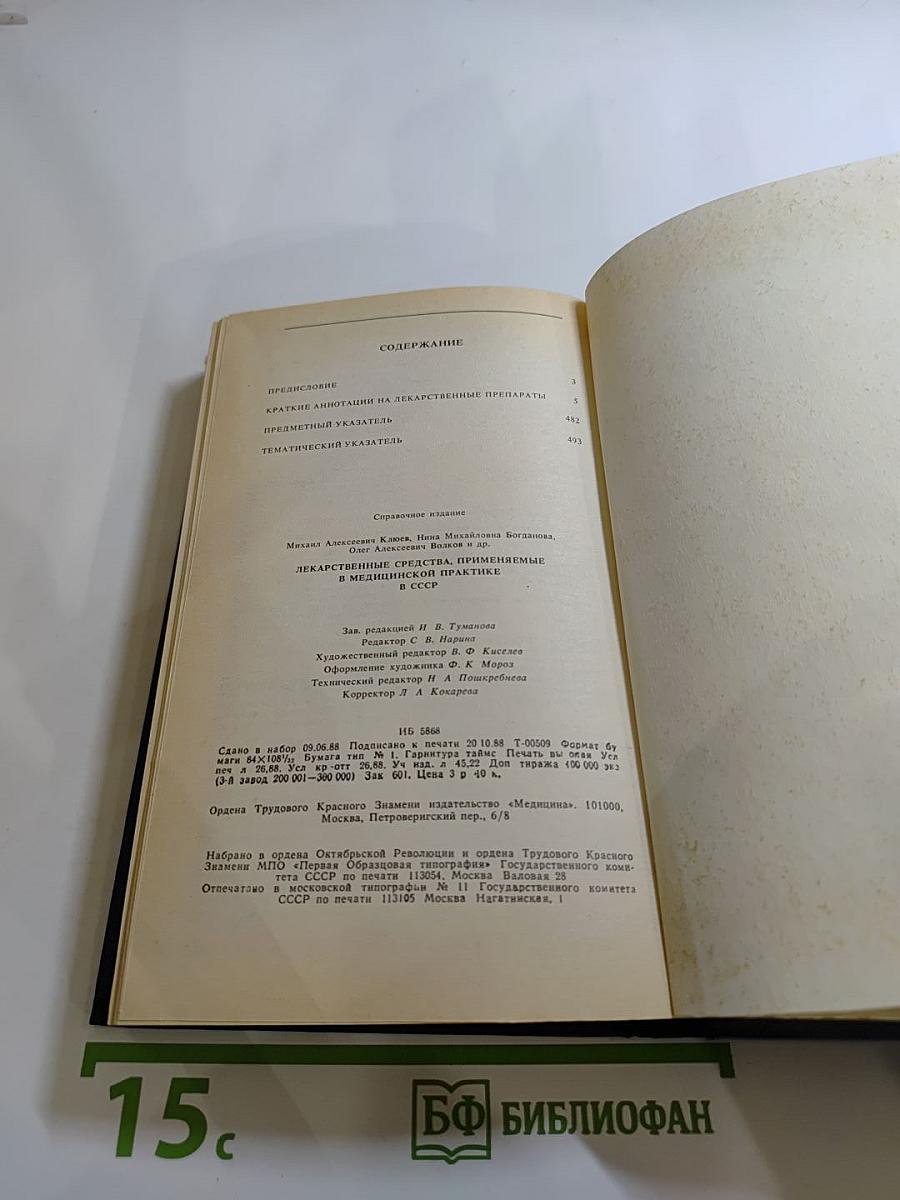 СОДЕРЖАНИЕ
ПРЕДИСЛОВИЕ 3
КРАТКИЕ АННОТАЦИИ НА ЛЕКАРСТВЕННЫЕ ПРЕПАРАТЫ 5
ПРЕДМЕТНЫЙ УКАЗАТЕЛЬ 482
ТЕМАТИЧЕСКИЙ УКАЗАТЕЛЬ 493
Справочное издание
Михаил Алексеевич Клюев, Нина Михайловна Богданова,
Олег Алексеевич Волков и др.
ЛЕКАРСТВЕННЫЕ СРЕДСТВА, ПРИМЕНЯЕМЫЕ
В МЕДИЦИНСКОЙ ПРАКТИКЕ
В СССР
Зав. редакцией И В. Туманова
Редактор С В. Нарина
Художественный редактор В. Ф Киселев
Оформление художника Ф. К Мороз
Технический редактор Н А Пошкребнева
Корректор Л А Кокарева
ИБ 5868
Сдано в набор 09.06.88 Подписано к печати 20 10.88 Т-00509 Формат бу
маги 84×108¹/₃₂ Бумага тип № 1. Гарнитура таймс Печать вы окая Усл
печ л 26,88. Усл кр-отт 26,88. Уч изд. л 45,22 Доп тиража 100 000 экз
(3-й завод 200 001—300 000) Зак 601. Цена 3 р 40 к.
Ордена Трудового Красного Знамени издательство «Медицина». 101000,
Москва, Петроверигский пер., 6/8
Набрано в ордена Октябрьской Революции и ордена Трудового Красного
Знамени МПО «Первая Образцовая типография» Государственного коми-
тета СССР по печати 113054, Москва Валовая 28
Отпечатано в московской типографии № 11 Государственного комитета
СССР по печати 113105 Москва Нагатинская, 1
15 с
БФ БИБЛИОФАН